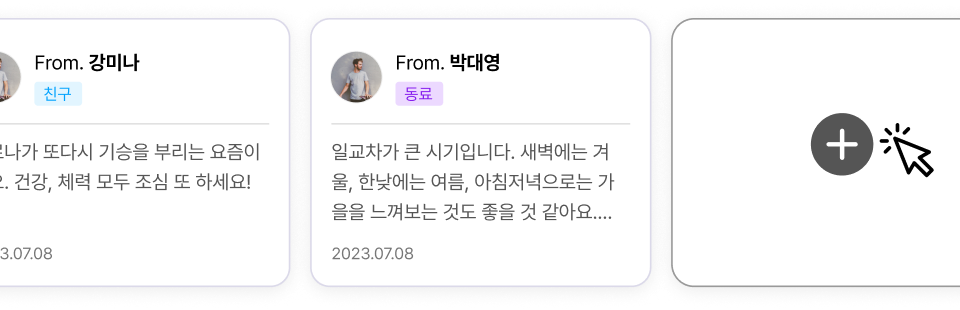 From. 강미나
친구
나가 또다시 기승을 부리는 요즘이
. 건강, 체력 모두 조심 또 하세요!
3.07.08
From. 박대영
동료
일교차가 큰 시기입니다. 새벽에는 겨
울, 한낮에는 여름, 아침저녁으로는 가
을을 느껴보는 것도 좋을 것 같아요....
2023.07.08